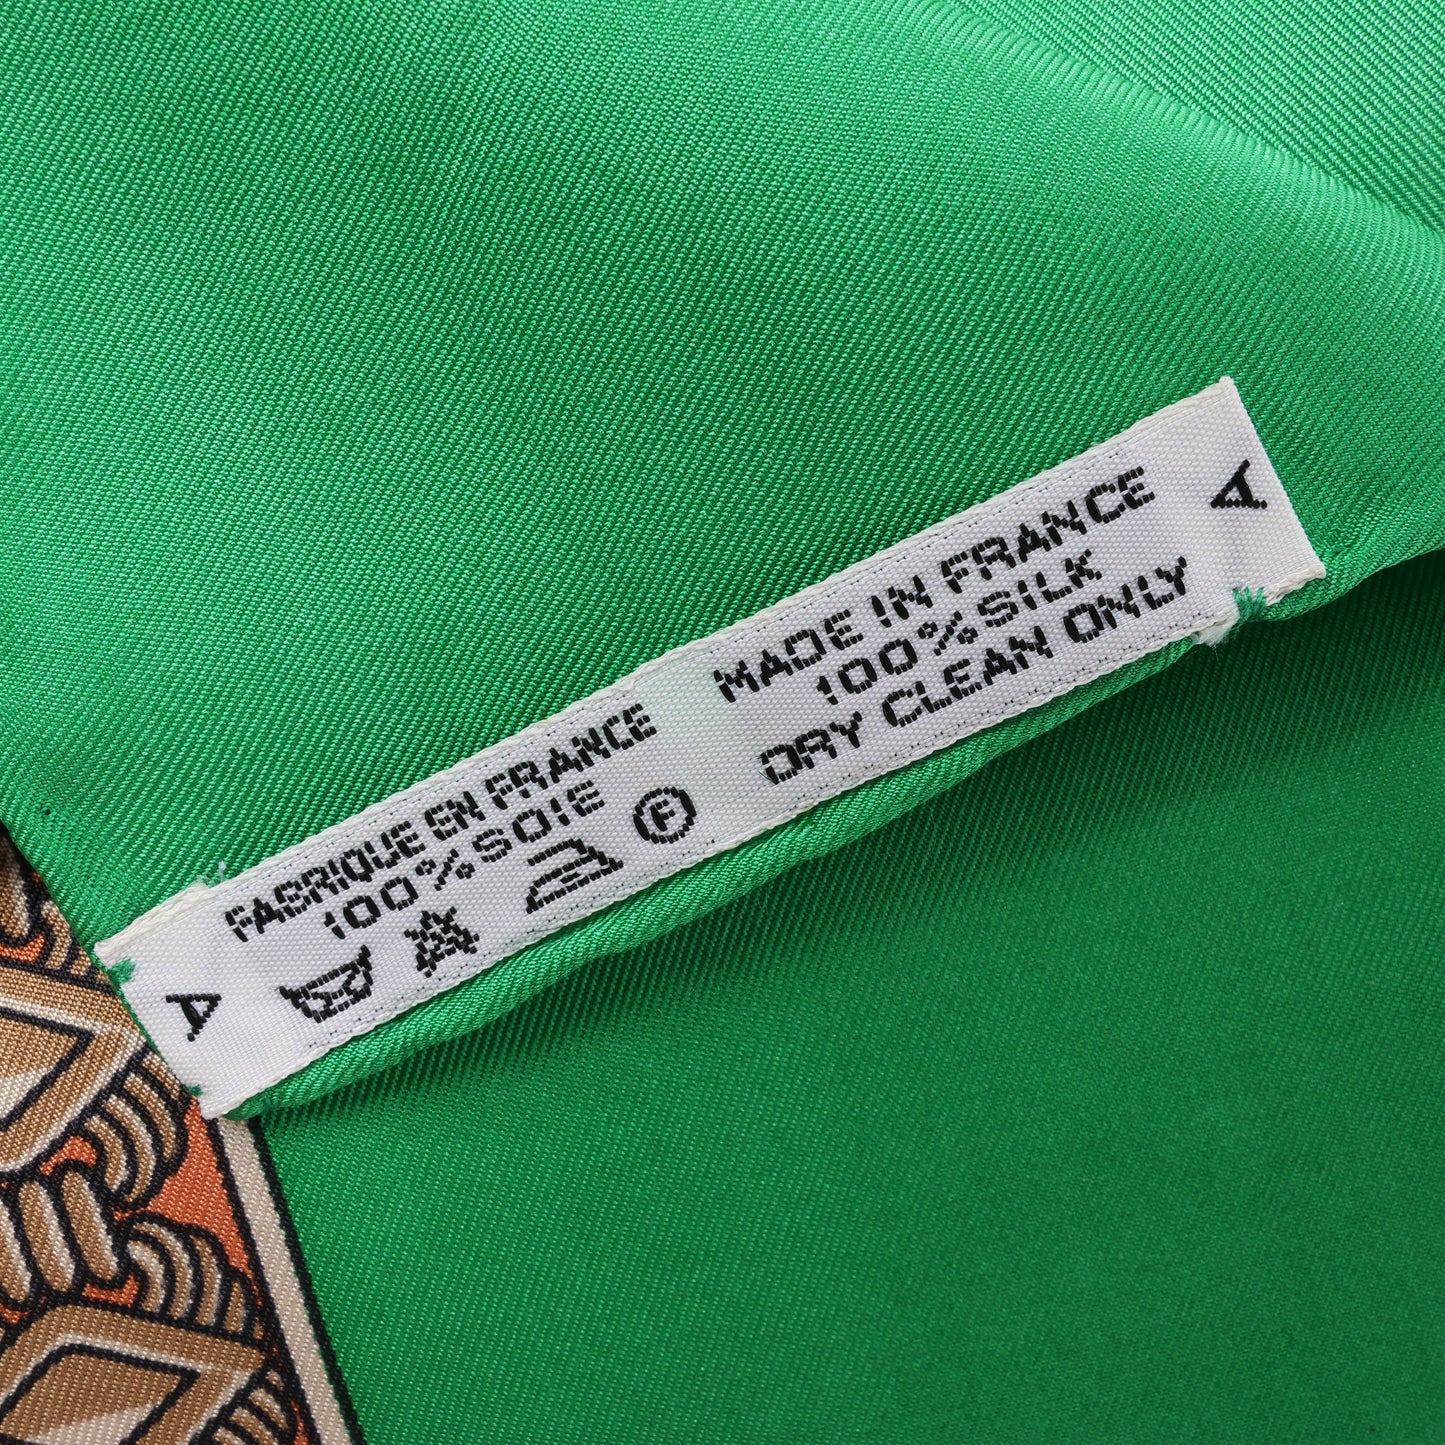 A
FABRIQUE EN FRANCE
100% SOIE
F
MADE IN FRANCE
100% SILK
DRY CLEAN ONLY
A